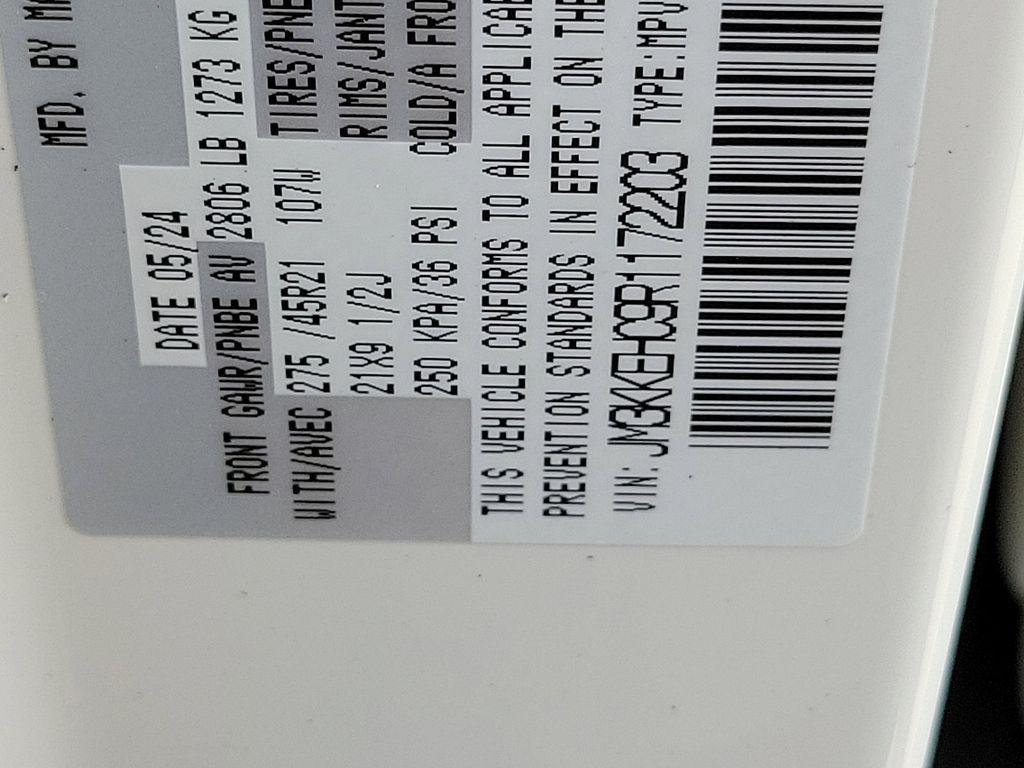 MFD. BY MA
DATE 05/24
FRONT GAWR/PNBE AV 2806 LB 1273 KG
WITH/AVEC 275 /45R21 107W TIRES/PNE
21X9 1/2J RIMS/JANT
250 KPA/36 PSI COLD/A FRO
THIS VEHICLE CONFORMS TO ALL APPLICAB
PREVENTION STANDARDS IN EFFECT ON THE
VIN: JM3KKEHC9R1172203 TYPE:MPV